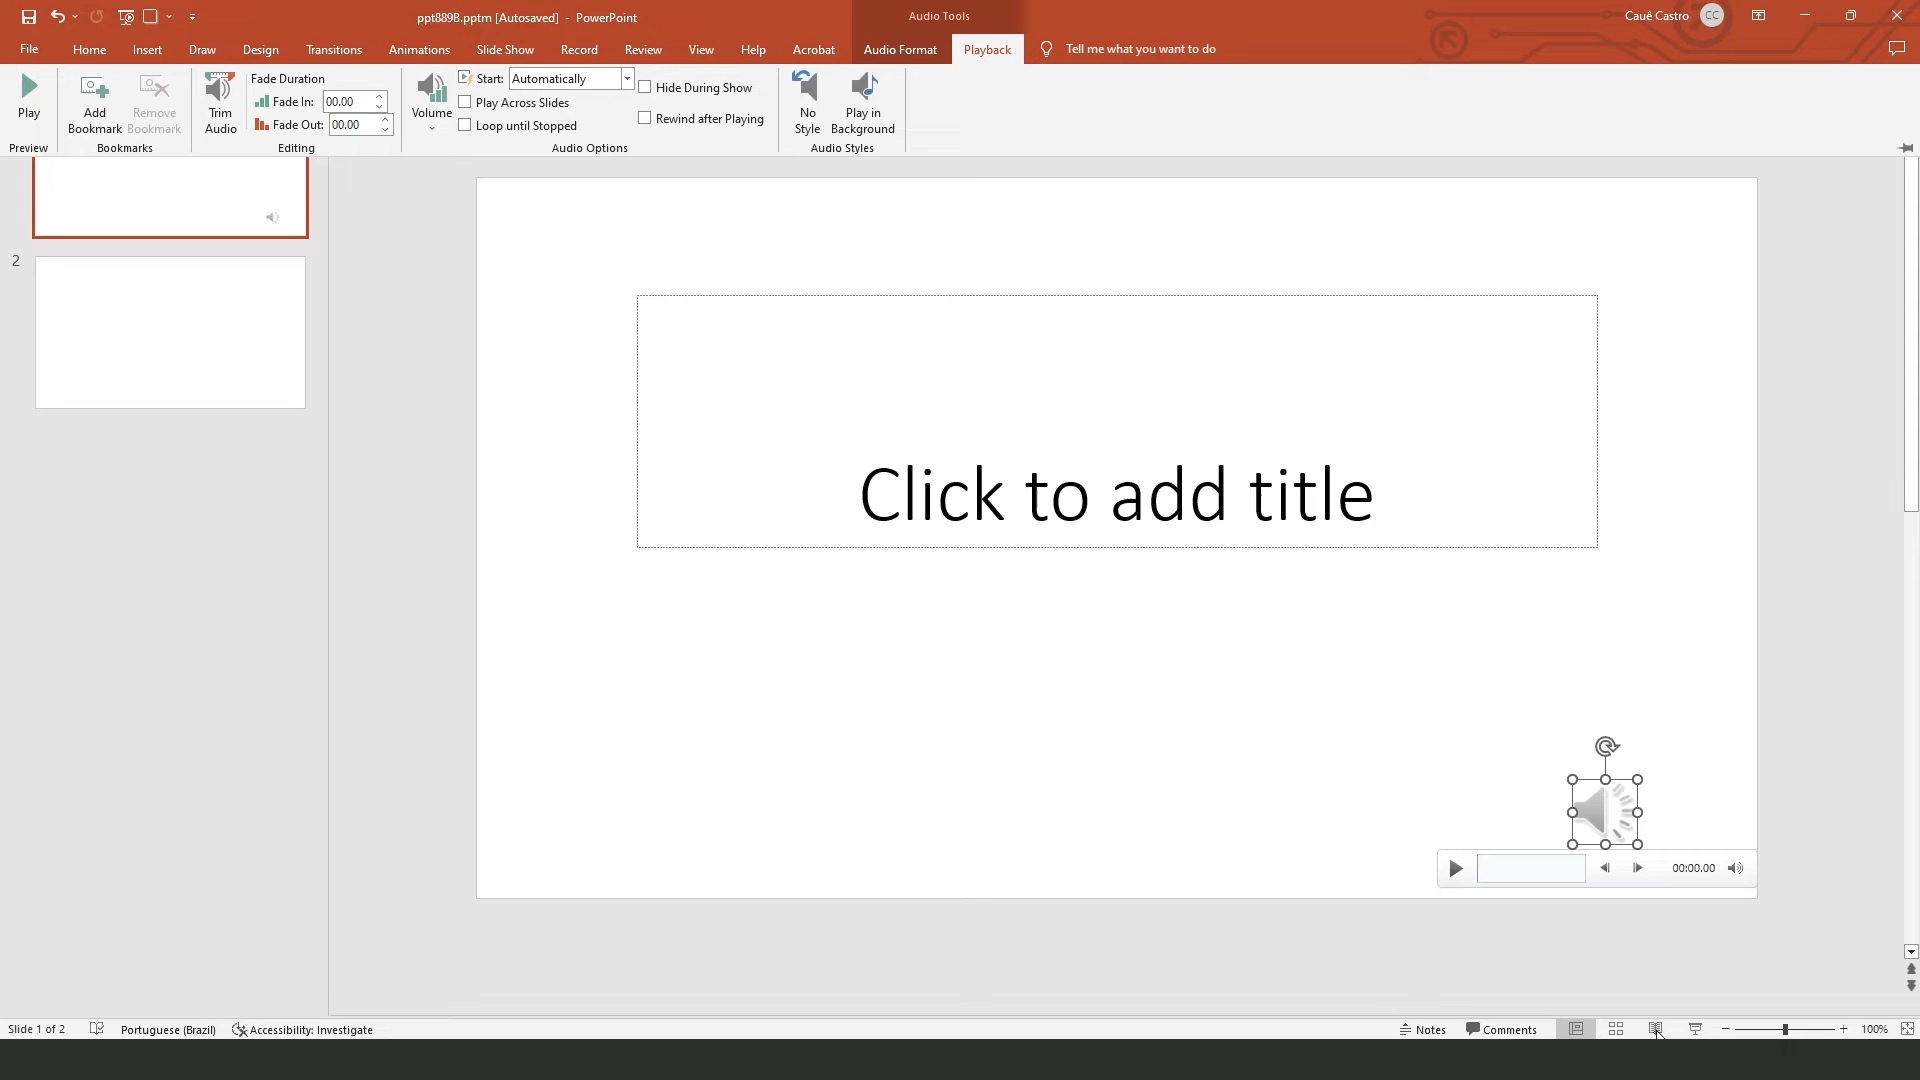 ppt889B.pptm [Autosaved] - PowerPoint
Audio Tools
Cauê Castro
CC
File
Home
Insert
Draw
Design
Transitions
Animations
Slide Show
Record
Review
View
Help
Acrobat
Audio Format
Playback
Tell me what you want to do
Play
Preview
Add
Bookmark
Remove
Bookmark
Bookmarks
Trim
Audio
Fade Duration
Fade In: 00.00
Fade Out: 00.00
Editing
Volume
Start: Automatically
Play Across Slides
Loop until Stopped
Hide During Show
Rewind after Playing
Audio Options
No
Style
Play in
Background
Audio Styles
2
Click to add title
00:00.00
Slide 1 of 2
Portuguese (Brazil)
Accessibility: Investigate
Notes
Comments
100%